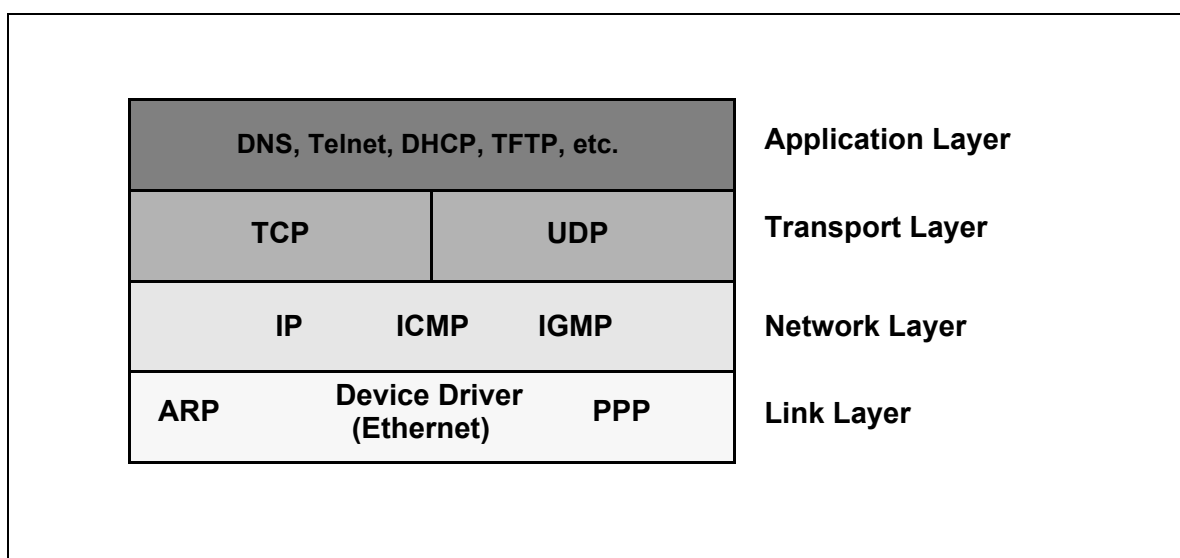 DNS, Telnet, DHCP, TFTP, etc.
Application Layer
TCP
UDP
Transport Layer
IP
ICMP
IGMP
Network Layer
ARP
Device Driver
(Ethernet)
PPP
Link Layer